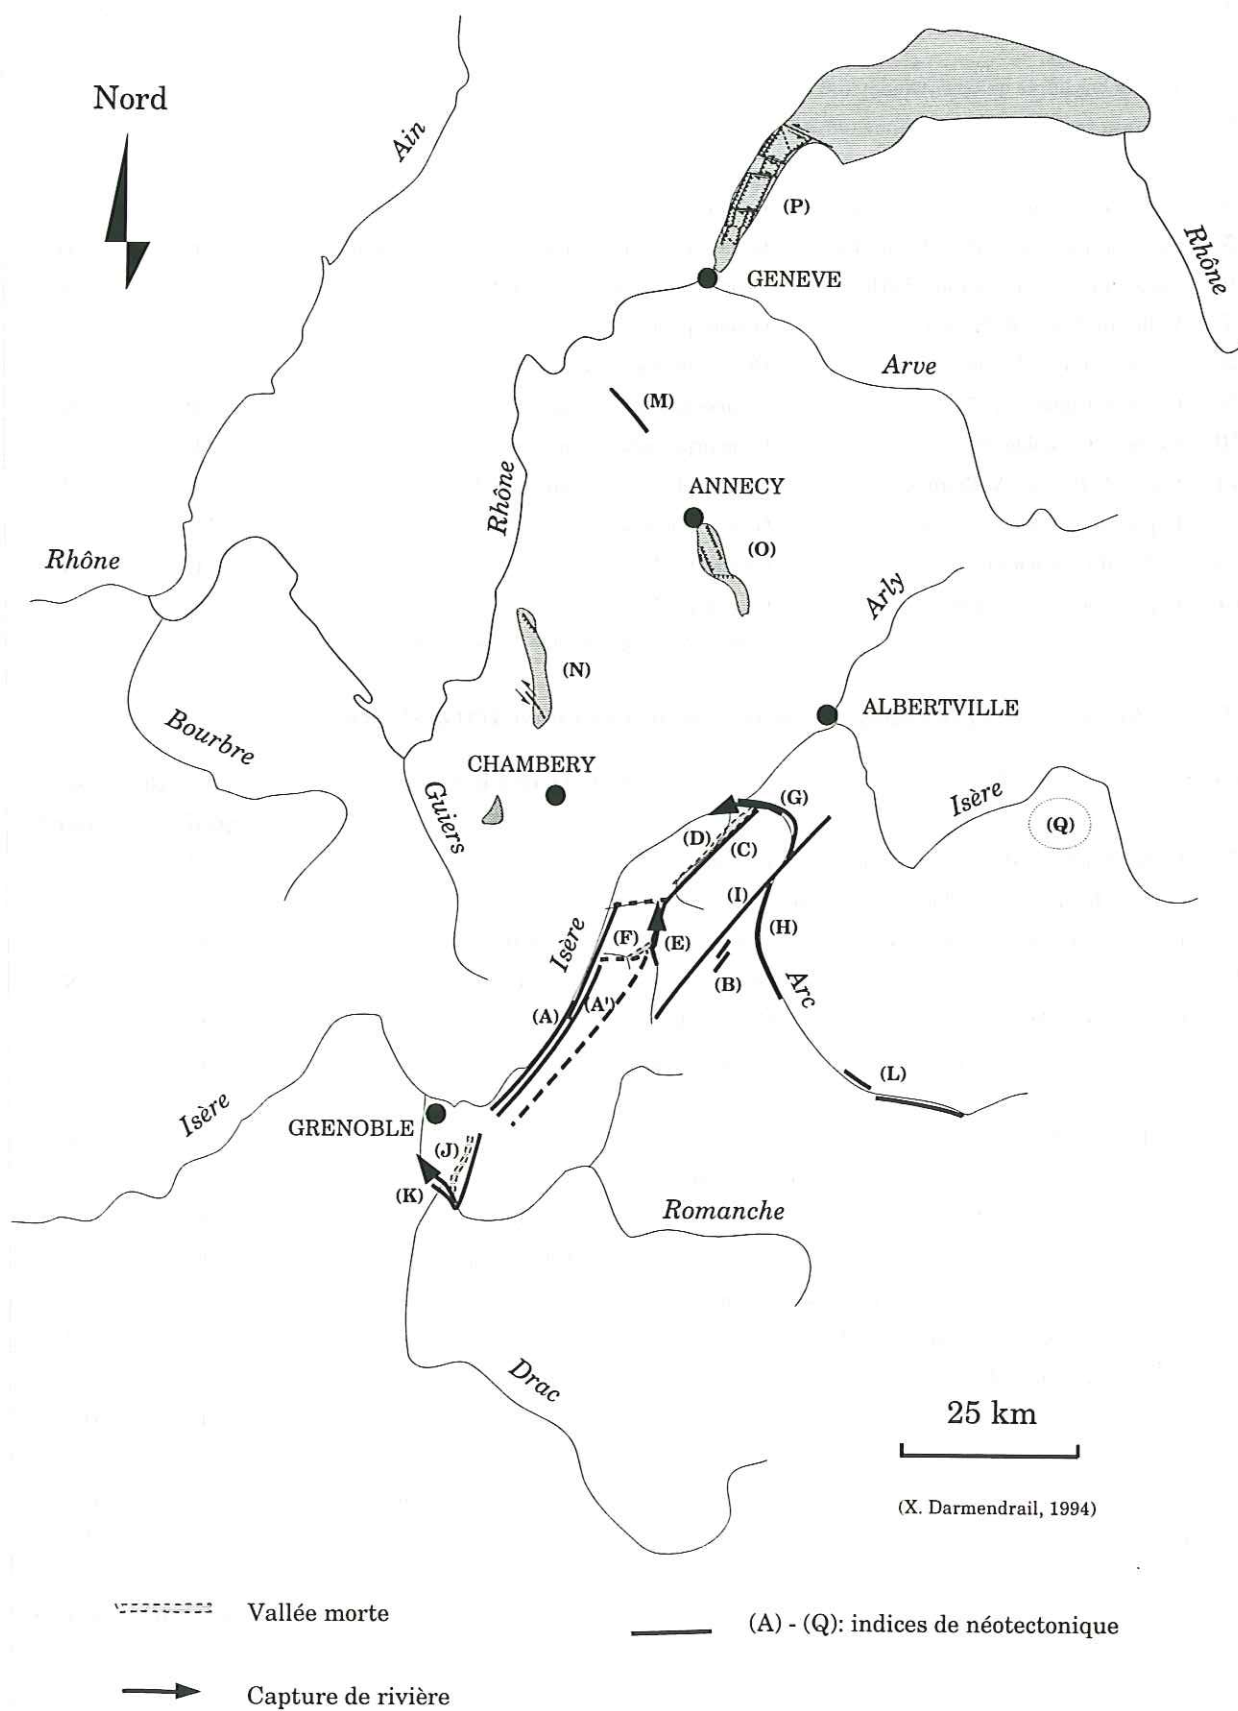 Nord
Ain
Rhône
(P)
GENEVE
Arve
(M)
Rhône
ANNECY
(O)
Rhône
Arly
(N)
ALBERTVILLE
Bourbre
CHAMBERY
Guiers
Isère
(G)
(Q)
(D)
(C)
(I)
(H)
Isère
(F)
(E)
(B)
Arc
(A)
(A')
(L)
Isère
GRENOBLE
(J)
(K)
Romanche
Drac
25 km
(X. Darmendrail, 1994)
Vallée morte
(A) - (Q): indices de néotectonique
Capture de rivière